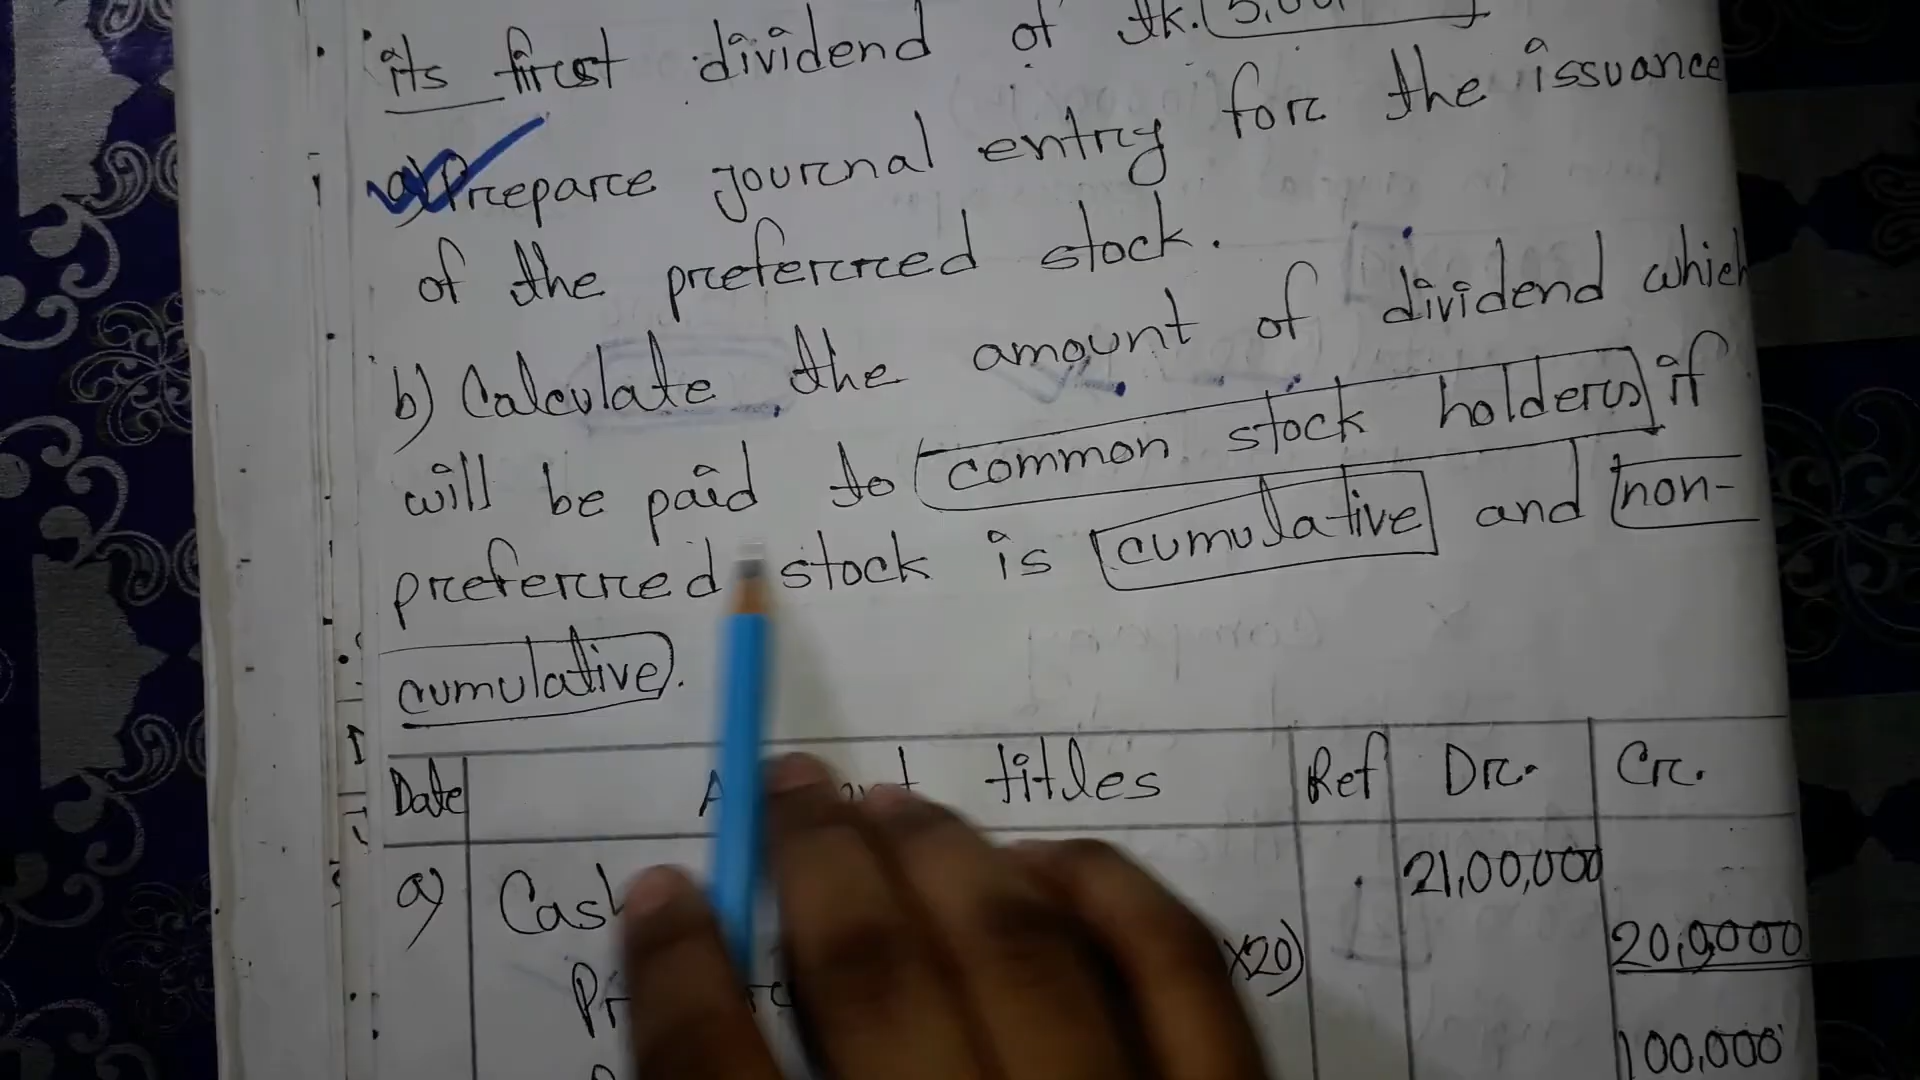 its first dividend of tk.
a) Prepare journal entry for the issuance
of the preferred stock.
b) Calculate the amount of dividend which
will be paid to common stock holders if
preferred stock is cumulative and non-
cumulative.
Date titles Ref Dr. Cr.
a) 21,00,000
×20) 20,0000
100,000